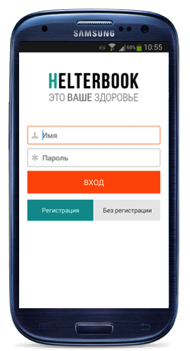 SAMSUNG
10:55
HELTERBOOK
ЭТО ВАШЕ ЗДОРОВЬЕ
Имя
Пароль
ВХОД
Регистрация Без регистрации